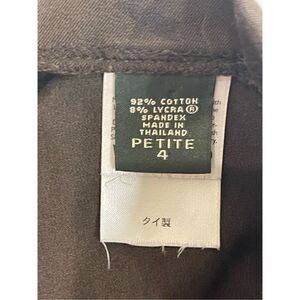 92% COTTON
8% LYCRA®
SPANDEX
MADE IN
THAILAND
PETITE
4
タイ製